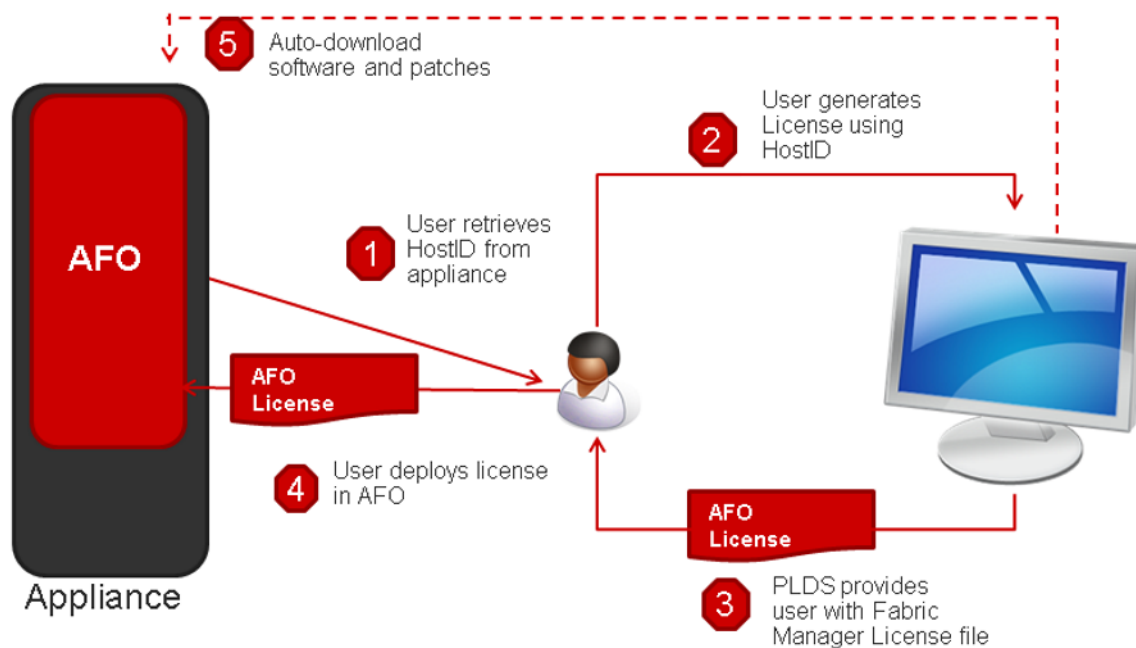 5
Auto-download
software and patches
2
User generates
License using
HostID
AFO
1
User retrieves
HostID from
appliance
AFO
License
4
User deploys license
in AFO
AFO
License
3
PLDS provides
user with Fabric
Manager License file
Appliance